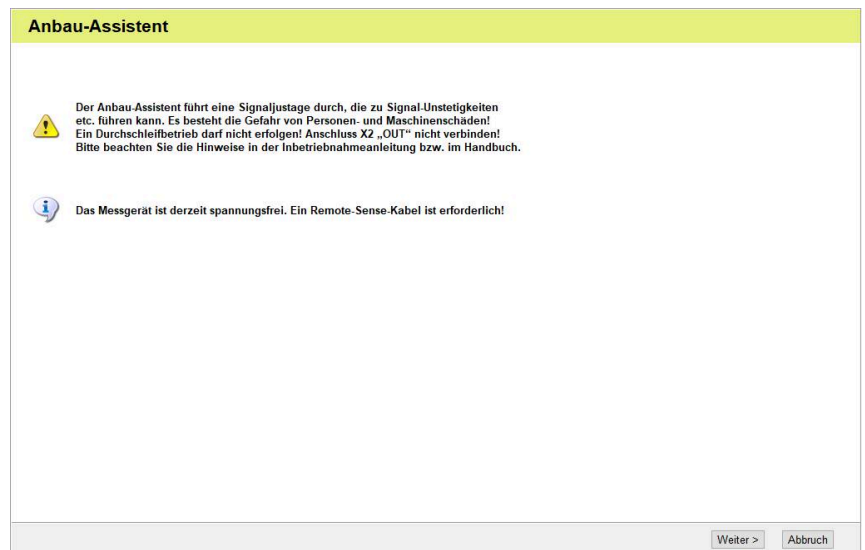 Anbau-Assistent
Der Anbau-Assistent führt eine Signaljustage durch, die zu Signal-Unstetigkeiten
etc. führen kann. Es besteht die Gefahr von Personen- und Maschinenschäden!
Ein Durchschleifbetrieb darf nicht erfolgen! Anschluss X2 „OUT“ nicht verbinden!
Bitte beachten Sie die Hinweise in der Inbetriebnahmeanleitung bzw. im Handbuch.
Das Messgerät ist derzeit spannungsfrei. Ein Remote-Sense-Kabel ist erforderlich!
Weiter > Abbruch